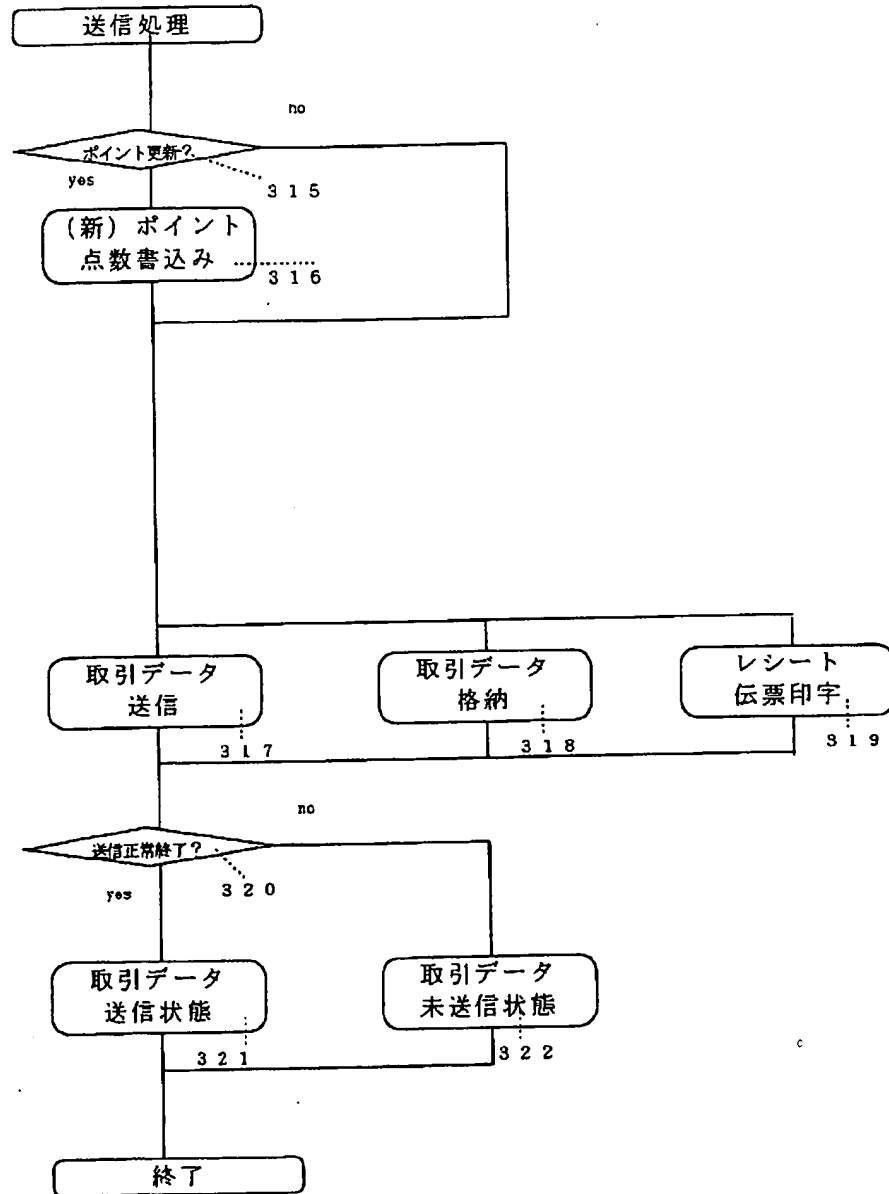 送信処理
no
ポイント更新?
yes
315
(新)ポイント
点数書込み
316
取引データ
送信
317
取引データ
格納
318
レシート
伝票印字
319
no
送信正常終了?
320
yes
取引データ
送信状態
321
取引データ
未送信状態
322
c
終了